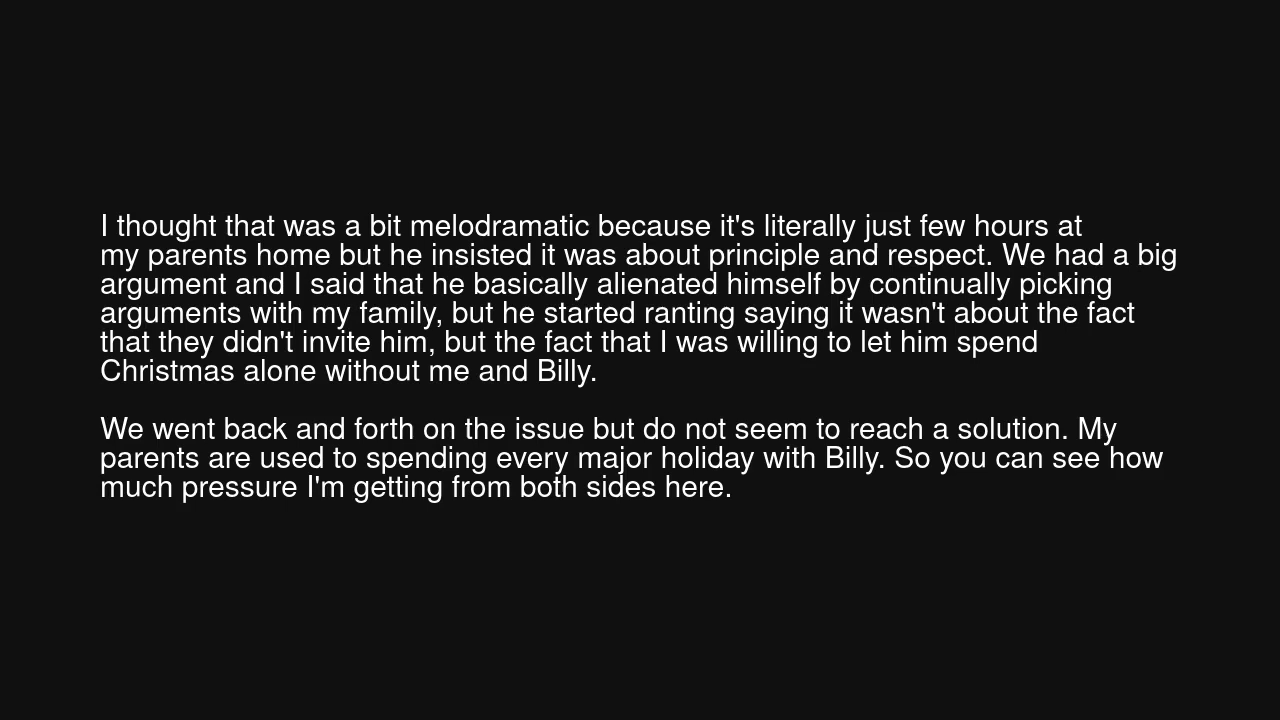 I thought that was a bit melodramatic because it's literally just few hours at
my parents home but he insisted it was about principle and respect. We had a big
argument and I said that he basically alienated himself by continually picking
arguments with my family, but he started ranting saying it wasn't about the fact
that they didn't invite him, but the fact that I was willing to let him spend
Christmas alone without me and Billy.
We went back and forth on the issue but do not seem to reach a solution. My
parents are used to spending every major holiday with Billy. So you can see how
much pressure I'm getting from both sides here.